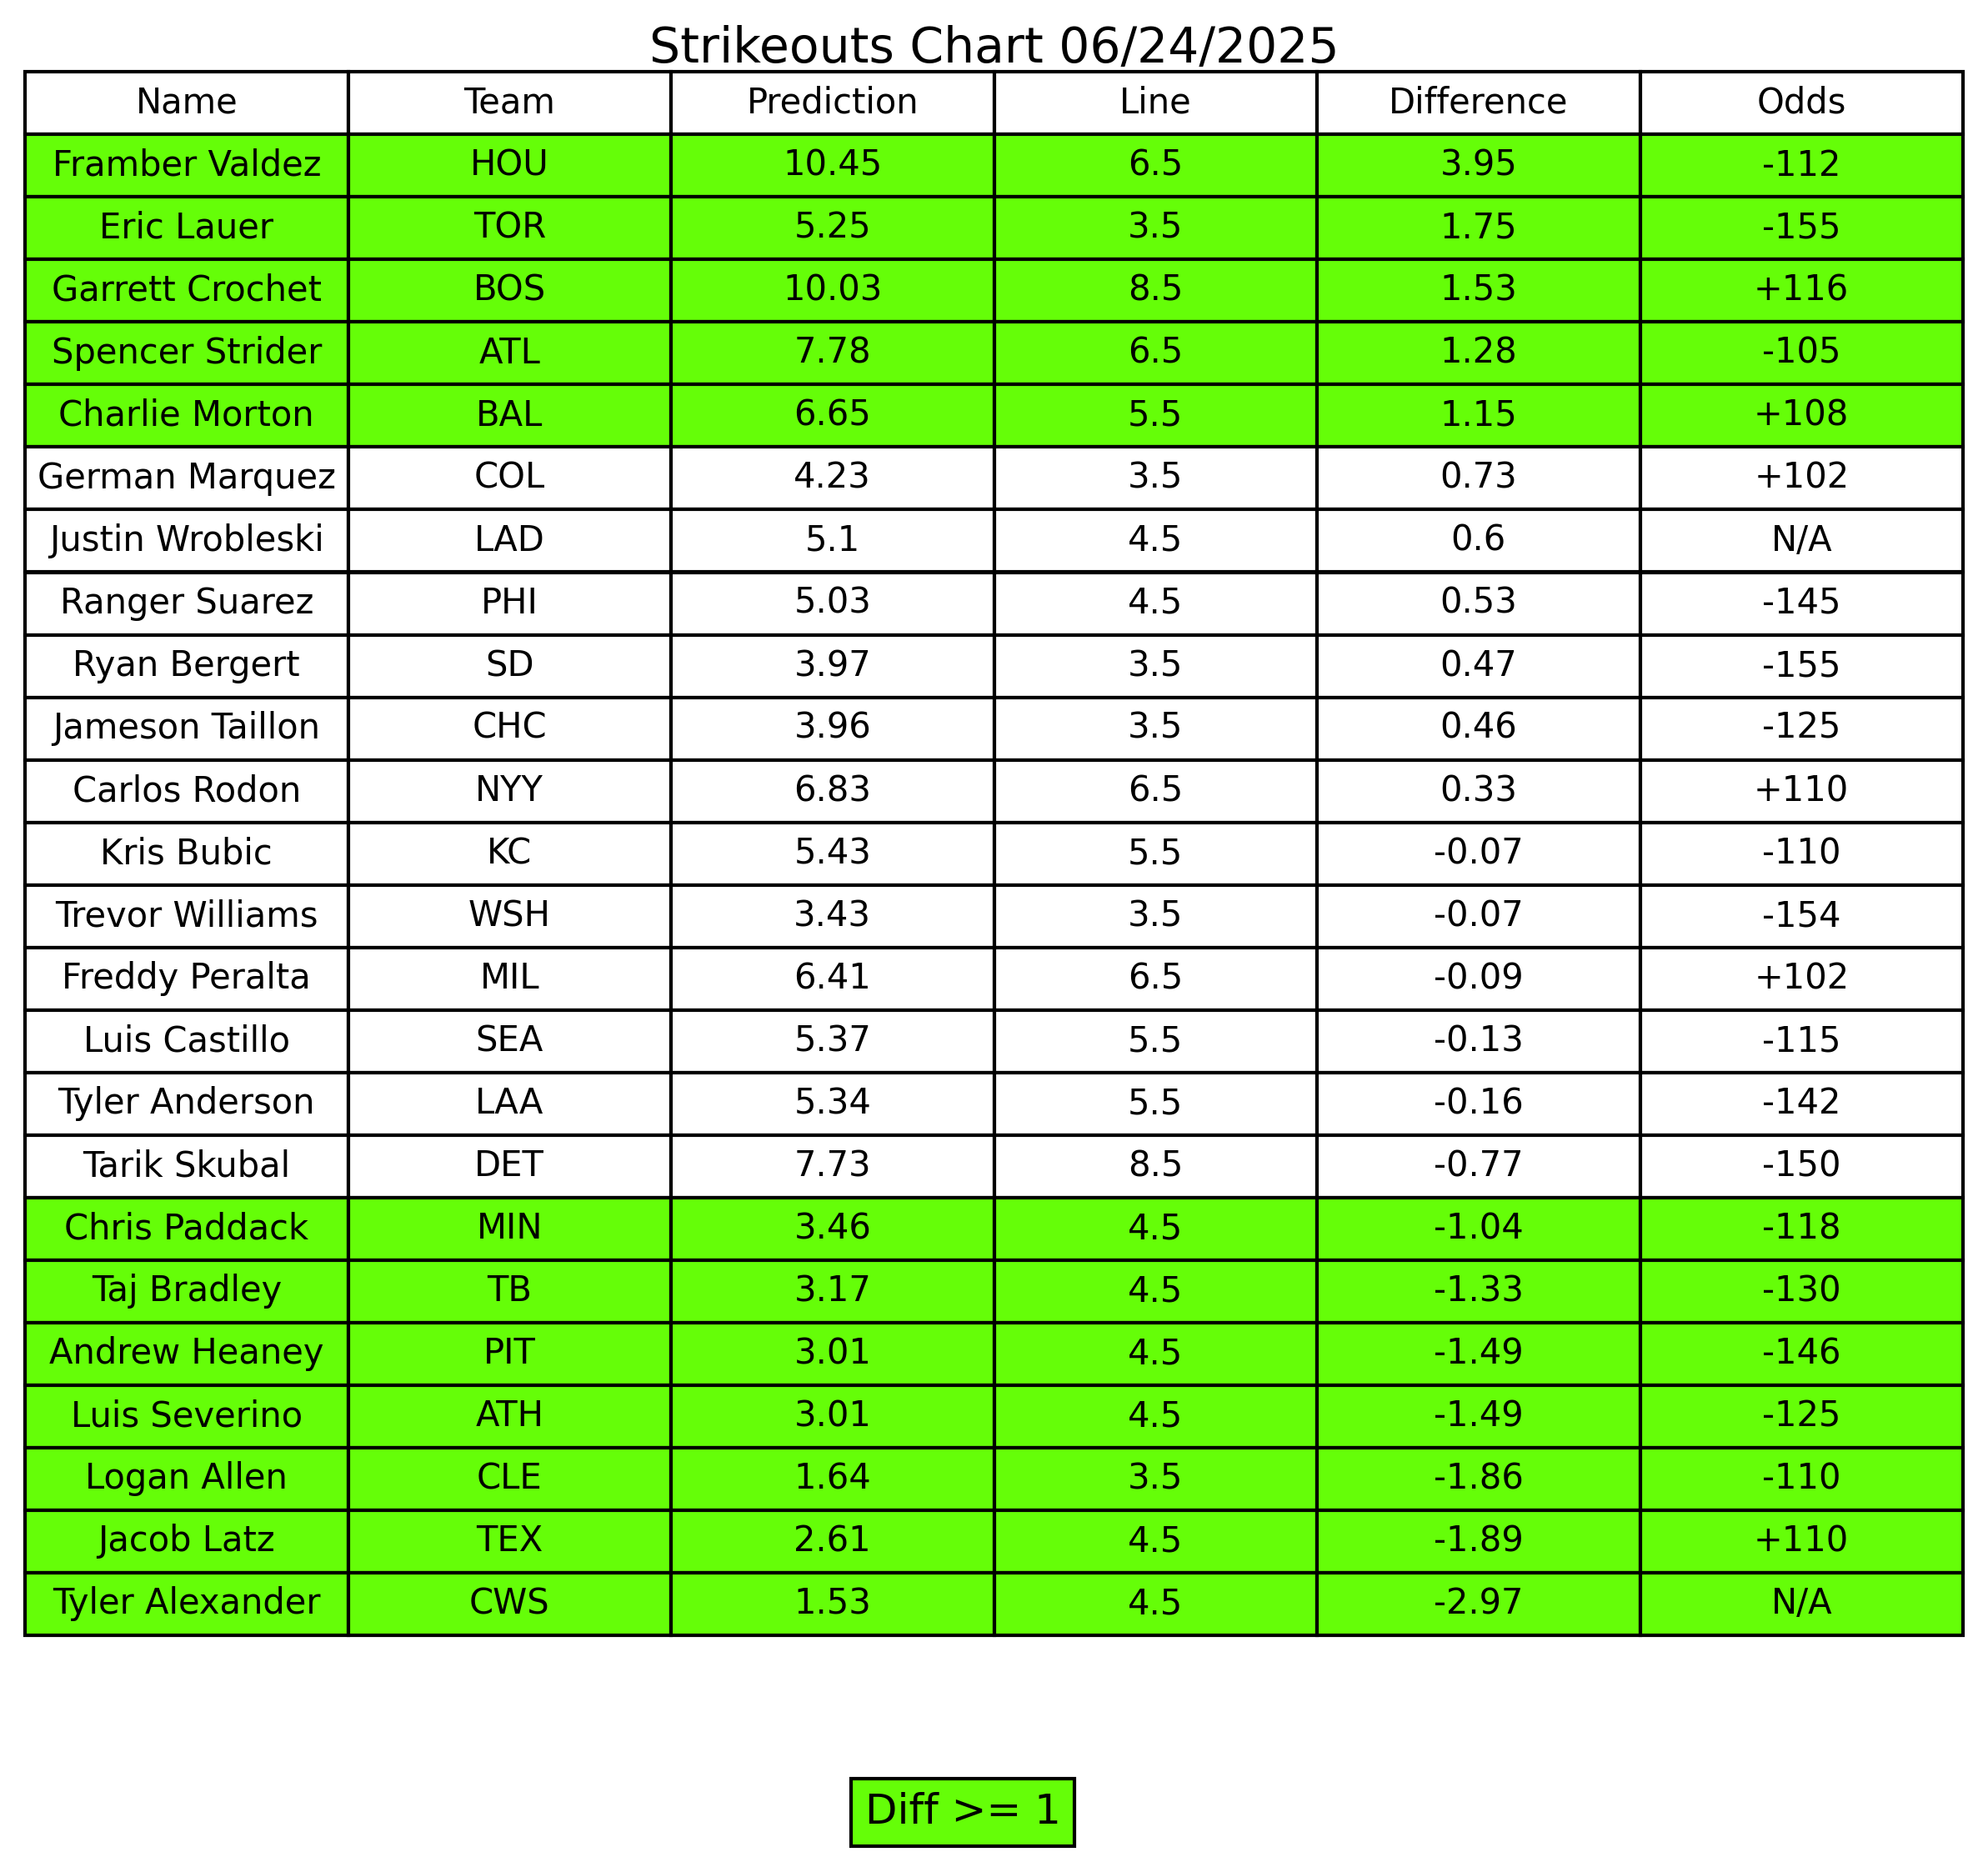 Strikeouts Chart 06/24/2025
Name Team Prediction Line Difference Odds
Framber Valdez HOU 10.45 6.5 3.95 -112
Eric Lauer TOR 5.25 3.5 1.75 -155
Garrett Crochet BOS 10.03 8.5 1.53 +116
Spencer Strider ATL 7.78 6.5 1.28 -105
Charlie Morton BAL 6.65 5.5 1.15 +108
German Marquez COL 4.23 3.5 0.73 +102
Justin Wrobleski LAD 5.1 4.5 0.6 N/A
Ranger Suarez PHI 5.03 4.5 0.53 -145
Ryan Bergert SD 3.97 3.5 0.47 -155
Jameson Taillon CHC 3.96 3.5 0.46 -125
Carlos Rodon NYY 6.83 6.5 0.33 +110
Kris Bubic KC 5.43 5.5 -0.07 -110
Trevor Williams WSH 3.43 3.5 -0.07 -154
Freddy Peralta MIL 6.41 6.5 -0.09 +102
Luis Castillo SEA 5.37 5.5 -0.13 -115
Tyler Anderson LAA 5.34 5.5 -0.16 -142
Tarik Skubal DET 7.73 8.5 -0.77 -150
Chris Paddack MIN 3.46 4.5 -1.04 -118
Taj Bradley TB 3.17 4.5 -1.33 -130
Andrew Heaney PIT 3.01 4.5 -1.49 -146
Luis Severino ATH 3.01 4.5 -1.49 -125
Logan Allen CLE 1.64 3.5 -1.86 -110
Jacob Latz TEX 2.61 4.5 -1.89 +110
Tyler Alexander CWS 1.53 4.5 -2.97 N/A
Diff >= 1